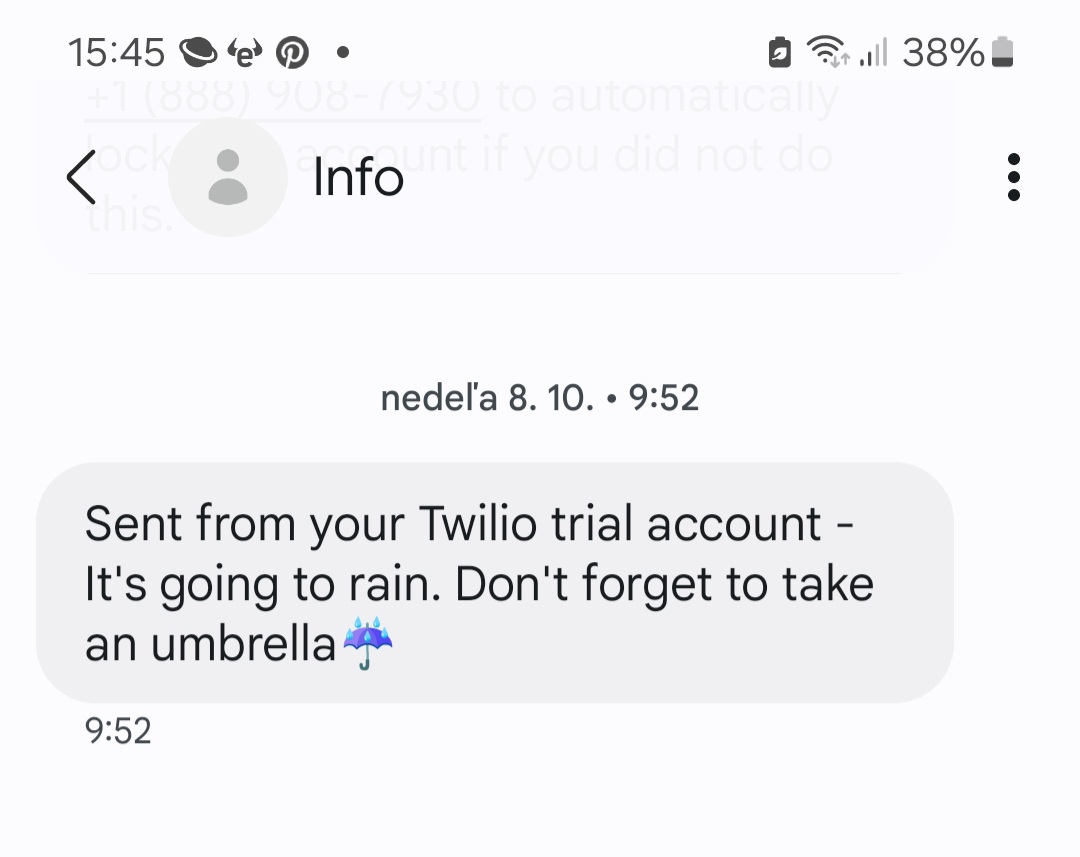 15:45
38%
+1 (888) 908-7930 to automatically
lock account if you did not do
this.
Info
nedeľa 8. 10. • 9:52
Sent from your Twilio trial account -
It's going to rain. Don't forget to take
an umbrella☔
9:52